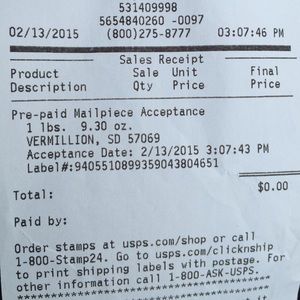 531409998
5654840260 -0097
02/13/2015 (800)275-8777 03:07:46 PM
Sales Receipt
Product Sale Unit Final
Description Qty Price Price
Pre-paid Mailpiece Acceptance
1 lbs. 9.30 oz.
VERMILLION, SD 57069
Acceptance Date: 2/13/2015 3:07:43 PM
Label#:9405510899359043804651
Total: $0.00
Paid by:
Order stamps at usps.com/shop or call
1-800-Stamp24. Go to usps.com/clicknship
to print shipping labels with postage. For
other information call 1-800-ASK-USPS.